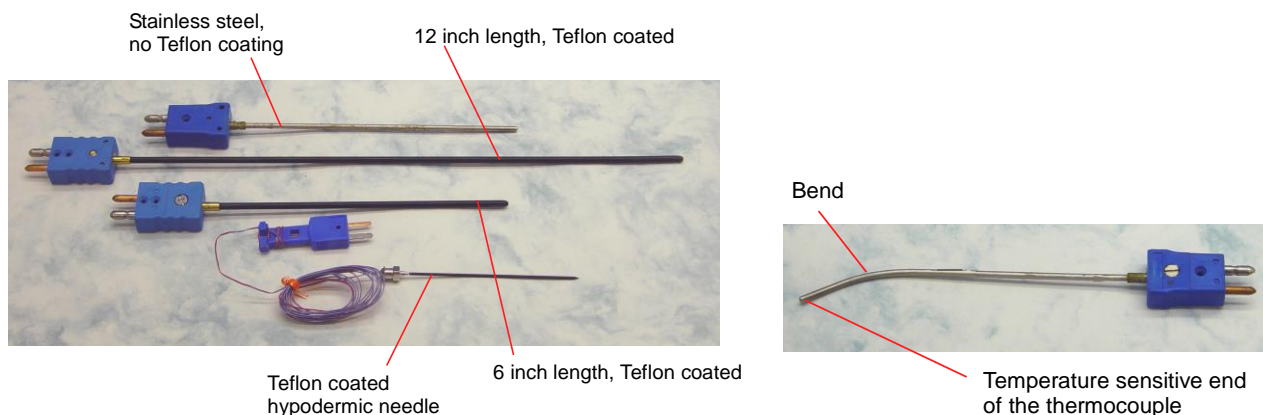 Stainless steel,
no Teflon coating
12 inch length, Teflon coated
Teflon coated
hypodermic needle
6 inch length, Teflon coated
Bend
Temperature sensitive end
of the thermocouple